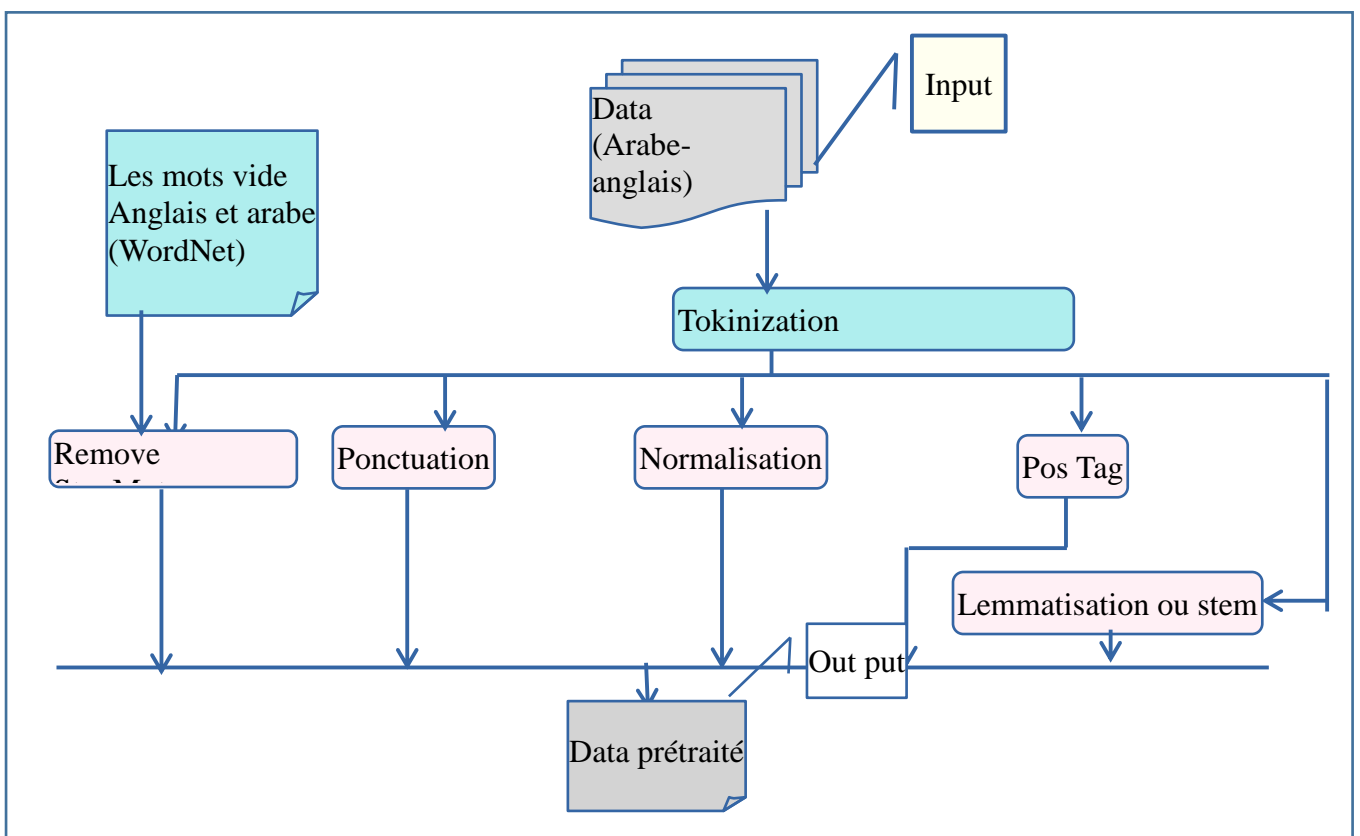 Input
Data
(Arabe-
anglais)
Les mots vide
Anglais et arabe
(WordNet)
Tokinization
Remove
Ponctuation
Normalisation
Pos Tag
Lemmatisation ou stem
Out put
Data prétraité